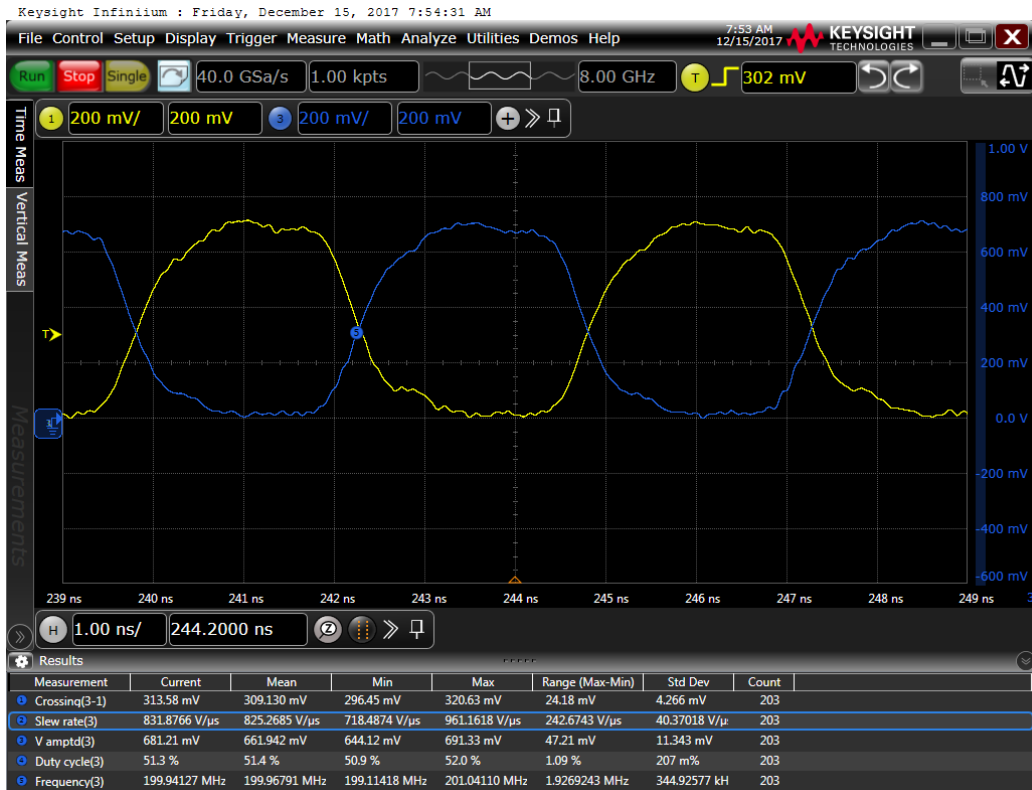 Keysight Infiniium : Friday, December 15, 2017 7:54:31 AM
File Control Setup Display Trigger Measure Math Analyze Utilities Demos Help
7:53 AM
12/15/2017
KEYSIGHT
TECHNOLOGIES
X
Run Stop Single 40.0 GSa/s 1.00 kpts 8.00 GHz T 302 mV
1 200 mV/ 200 mV 3 200 mV/ 200 mV +
Time Meas
Vertical Meas
Measurements
1.00 V
800 mV
600 mV
400 mV
200 mV
0.0 V
-200 mV
-400 mV
-600 mV
T
5
239 ns 240 ns 241 ns 242 ns 243 ns 244 ns 245 ns 246 ns 247 ns 248 ns 249 ns
H 1.00 ns/ 244.2000 ns Z
Results
Measurement Current Mean Min Max Range (Max-Min) Std Dev Count
1 Crossing(3-1) 313.58 mV 309.130 mV 296.45 mV 320.63 mV 24.18 mV 4.266 mV 203
2 Slew rate(3) 831.8766 V/µs 825.2685 V/µs 718.4874 V/µs 961.1618 V/µs 242.6743 V/µs 40.37018 V/µ 203
3 V amptd(3) 681.21 mV 661.942 mV 644.12 mV 691.33 mV 47.21 mV 11.343 mV 203
4 Duty cycle(3) 51.3 % 51.4 % 50.9 % 52.0 % 1.09 % 207 m% 203
5 Frequency(3) 199.94127 MHz 199.96791 MHz 199.11418 MHz 201.04110 MHz 1.9269243 MHz 344.92577 kH 203